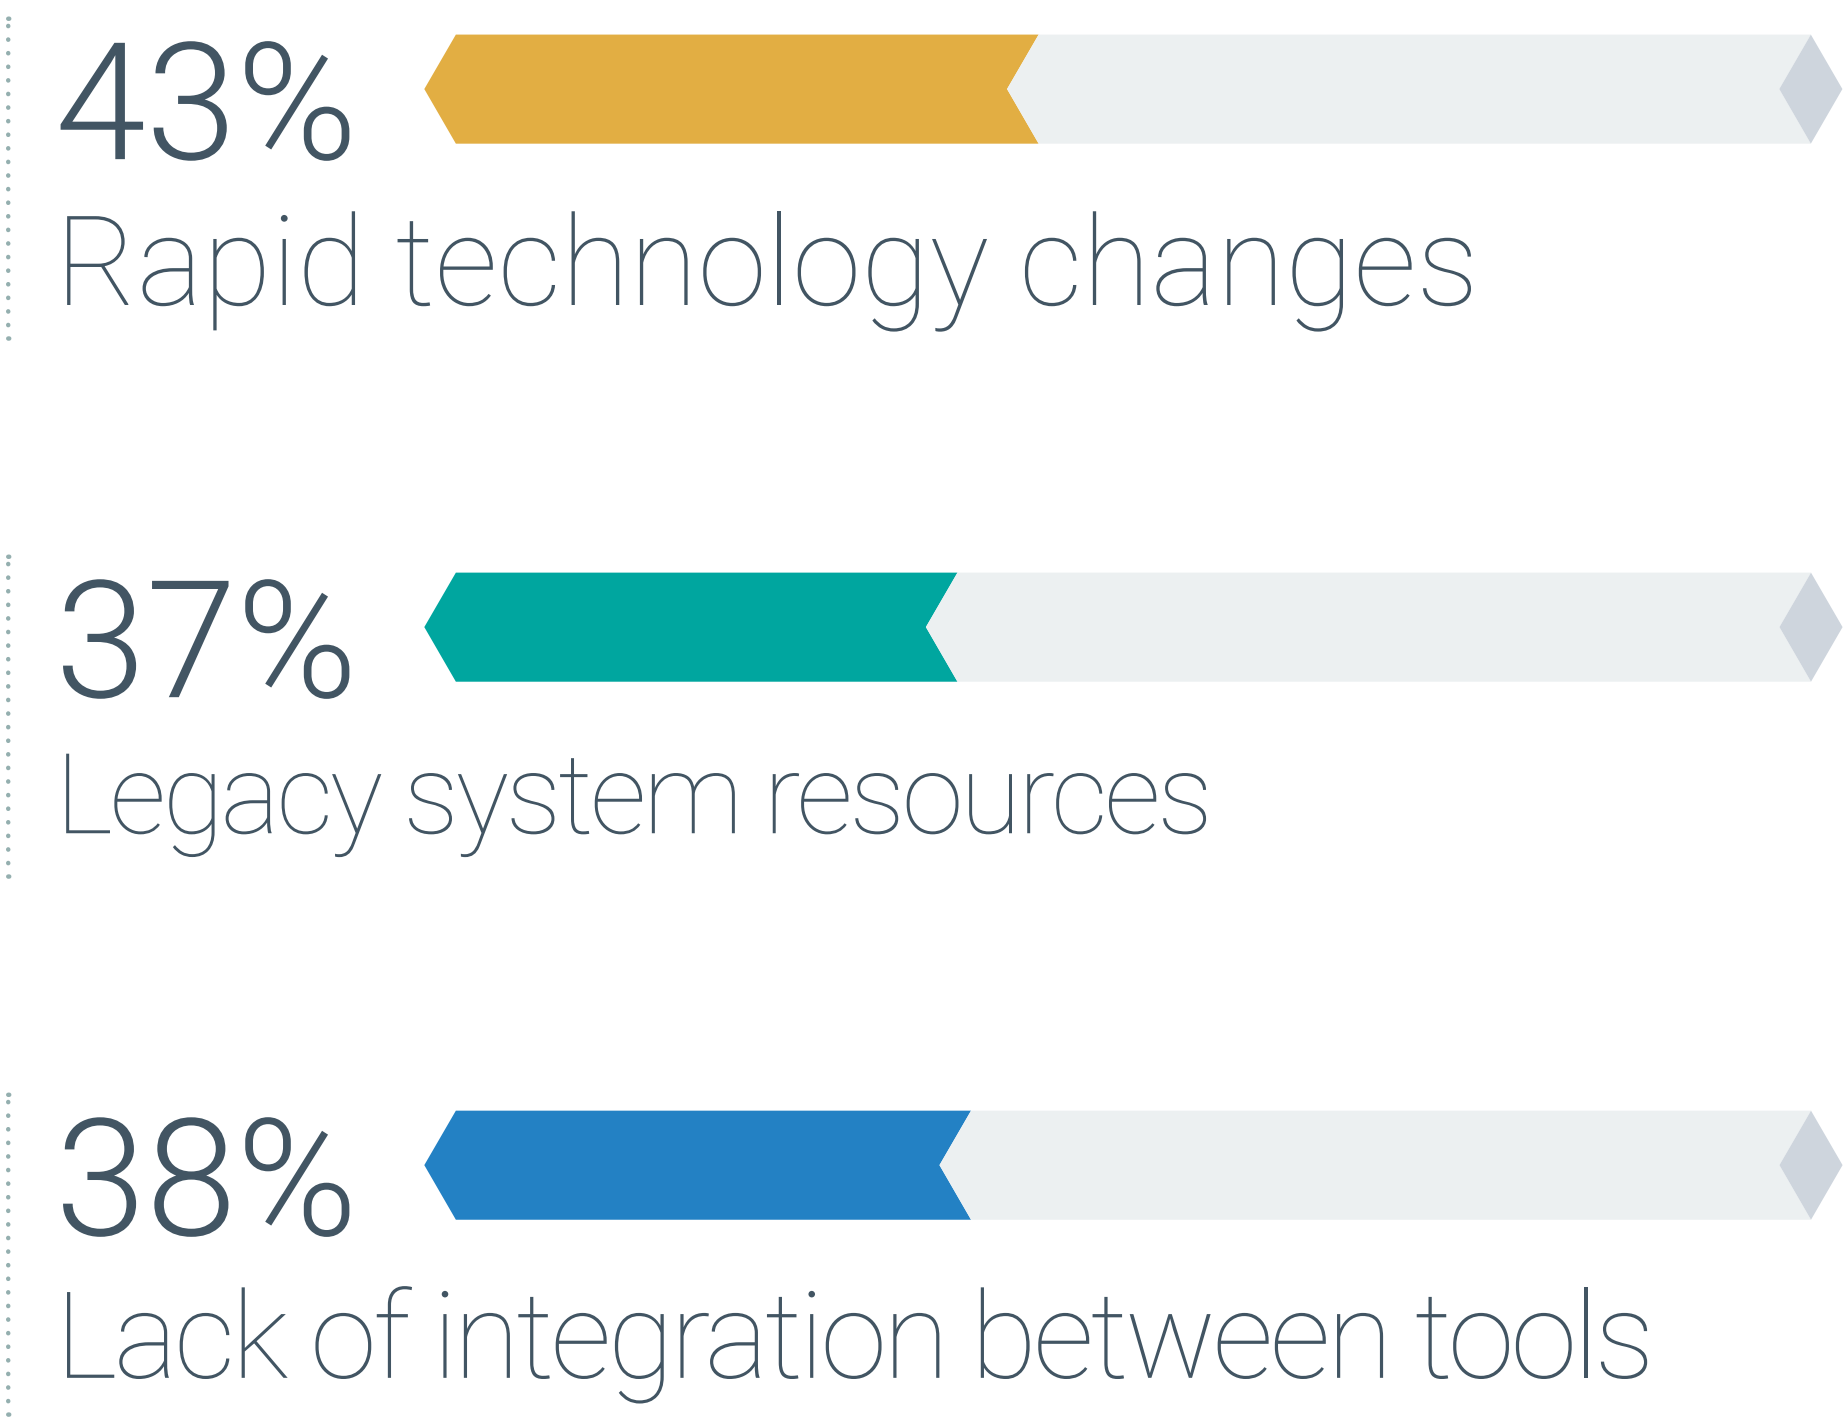 43%
Rapid technology changes
37%
Legacy system resources
38%
Lack of integration between tools